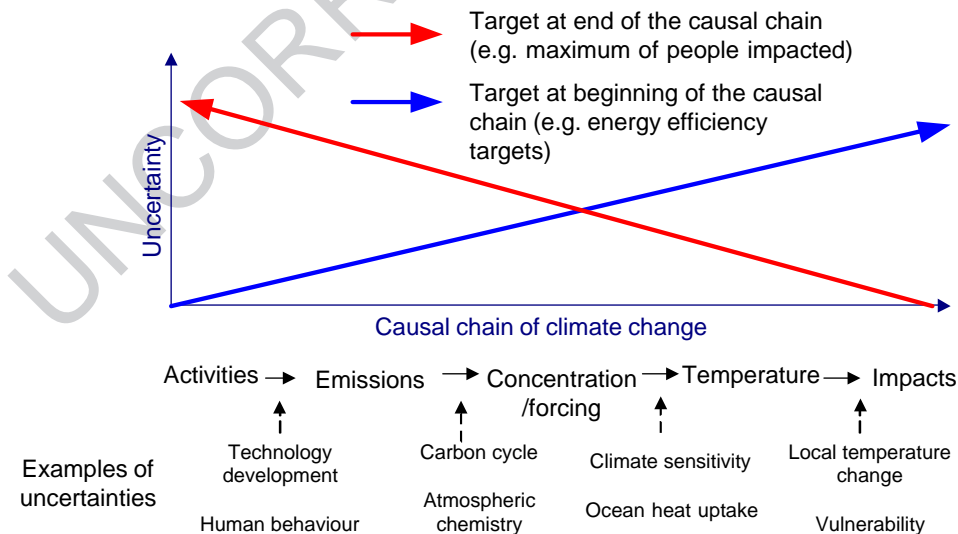 UNCORR
Target at end of the causal chain
(e.g. maximum of people impacted)
Target at beginning of the causal
chain (e.g. energy efficiency
targets)
Uncertainty
Causal chain of climate change
Activities
Emissions
Concentration
/forcing
Temperature
Impacts
Examples of
uncertainties
Technology
development
Human behaviour
Carbon cycle
Atmospheric
chemistry
Climate sensitivity
Ocean heat uptake
Local temperature
change
Vulnerability